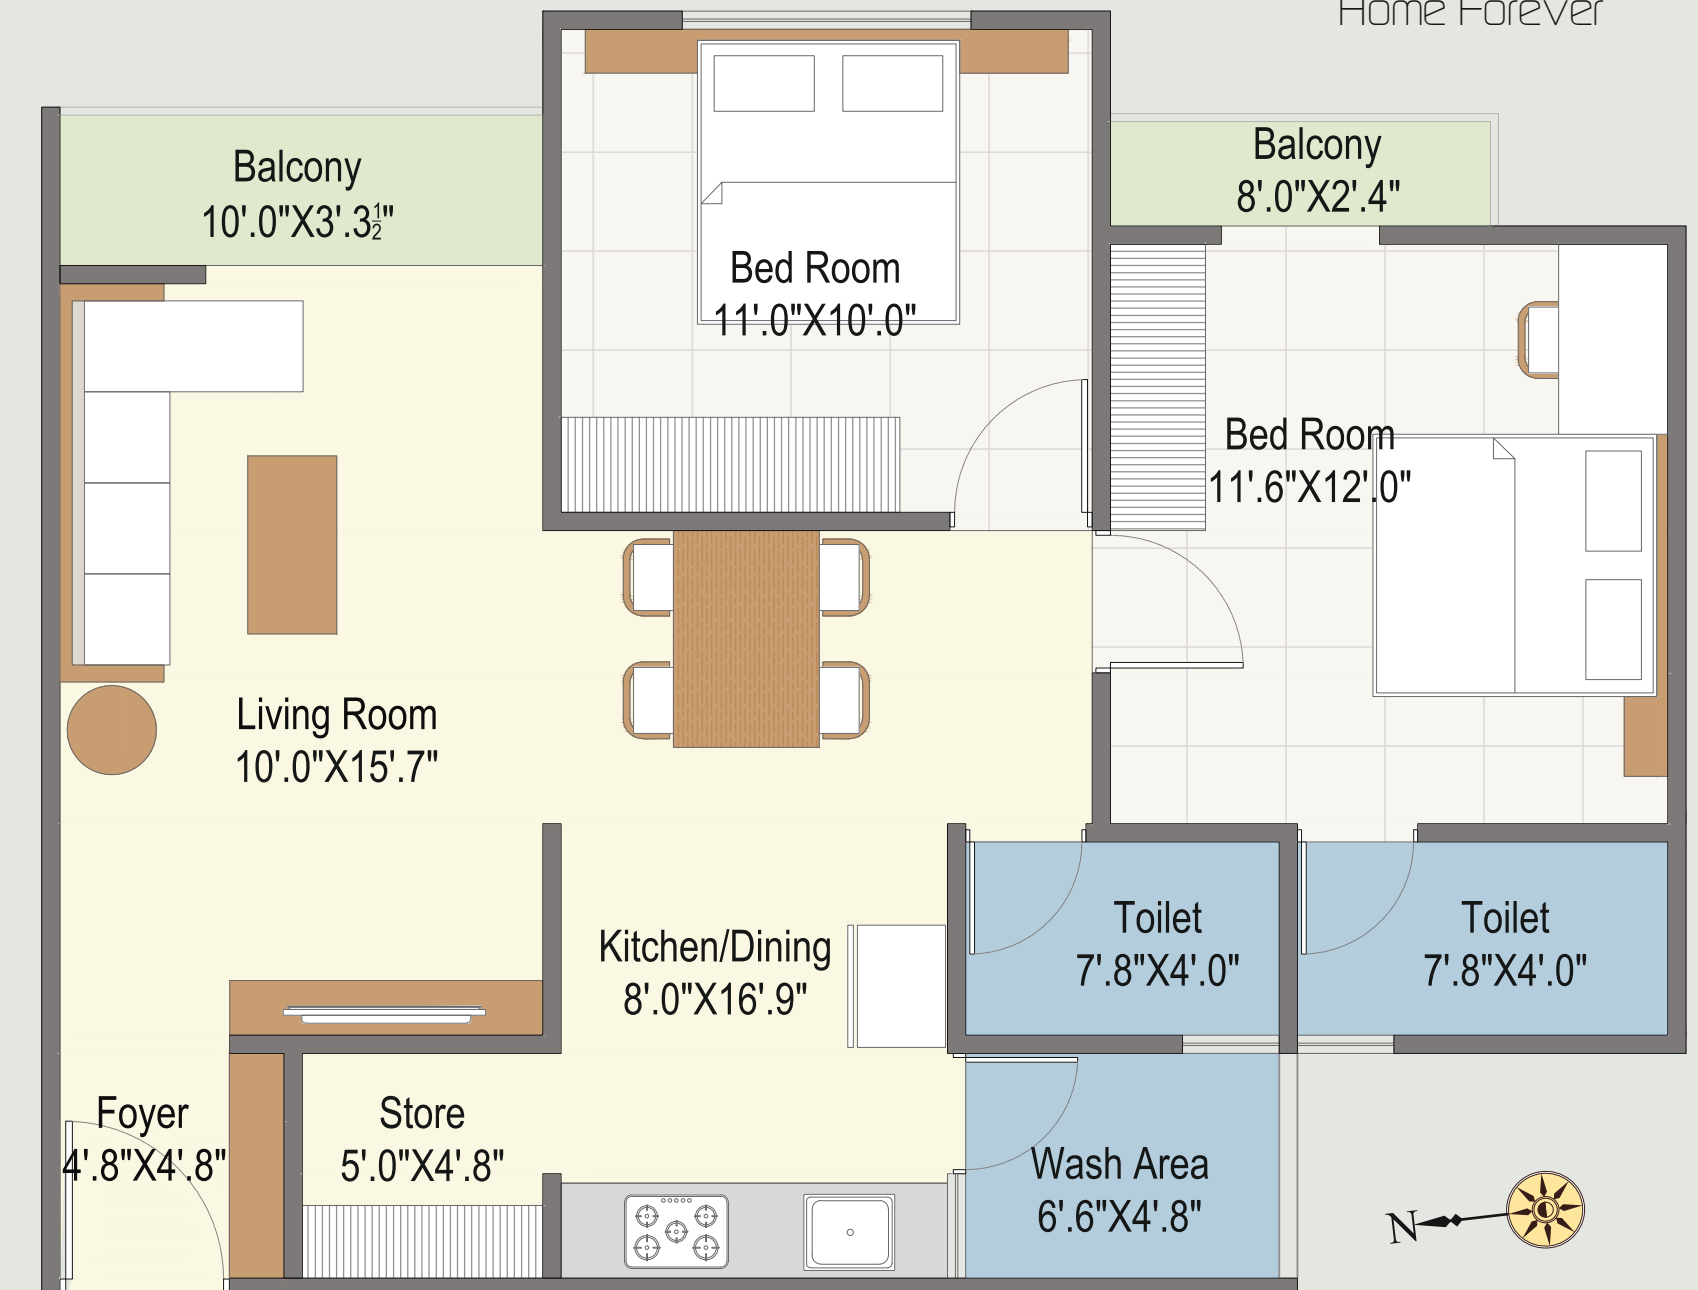 Home Forever
Balcony
10'.0"X3'.3½"
Bed Room
11'.0"X10'.0"
Balcony
8'.0"X2'.4"
Bed Room
11'.6"X12'.0"
Living Room
10'.0"X15'.7"
Kitchen/Dining
8'.0"X16'.9"
Toilet
7'.8"X4'.0"
Toilet
7'.8"X4'.0"
Foyer
4'.8"X4'.8"
Store
5'.0"X4'.8"
Wash Area
6'.6"X4'.8"
N